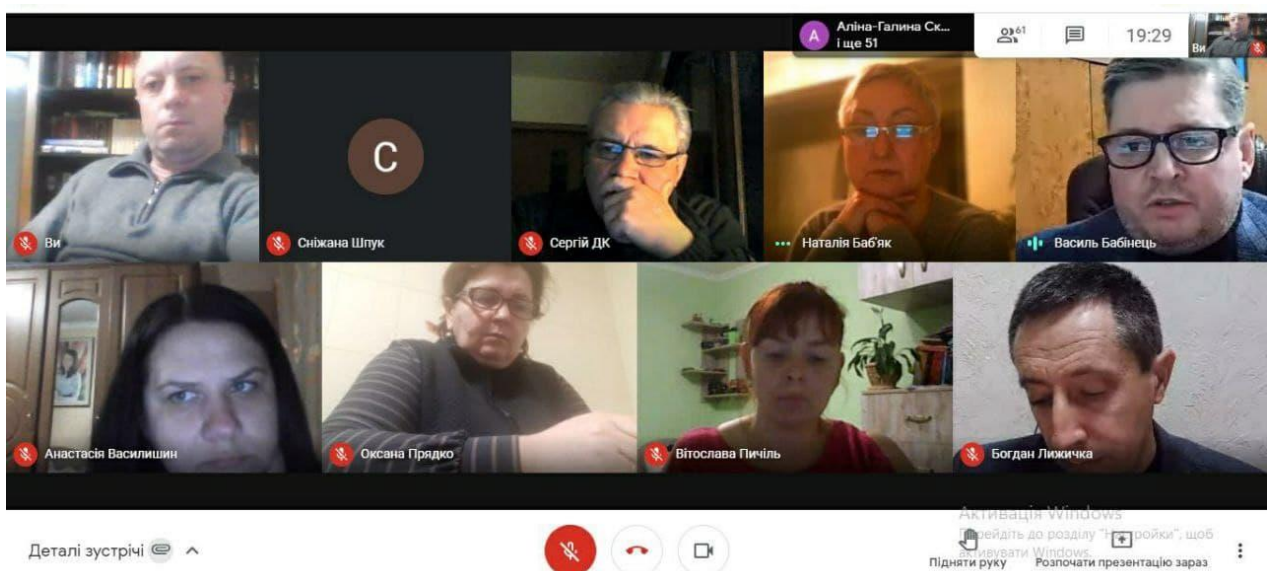 A
Аліна-Галина Ск...
і ще 51
61
19:29
Ви
Ви
С
Сніжана Шпук
Сергій ДК
Наталія Баб'як
Василь Бабінець
Анастасія Василишин
Оксана Прядко
Вітослава Пичіль
Богдан Лижичка
Деталі зустрічі
Активація Windows
Перейдіть до розділу "Настройки", щоб
активувати Windows.
Підняти руку
Розпочати презентацію зараз